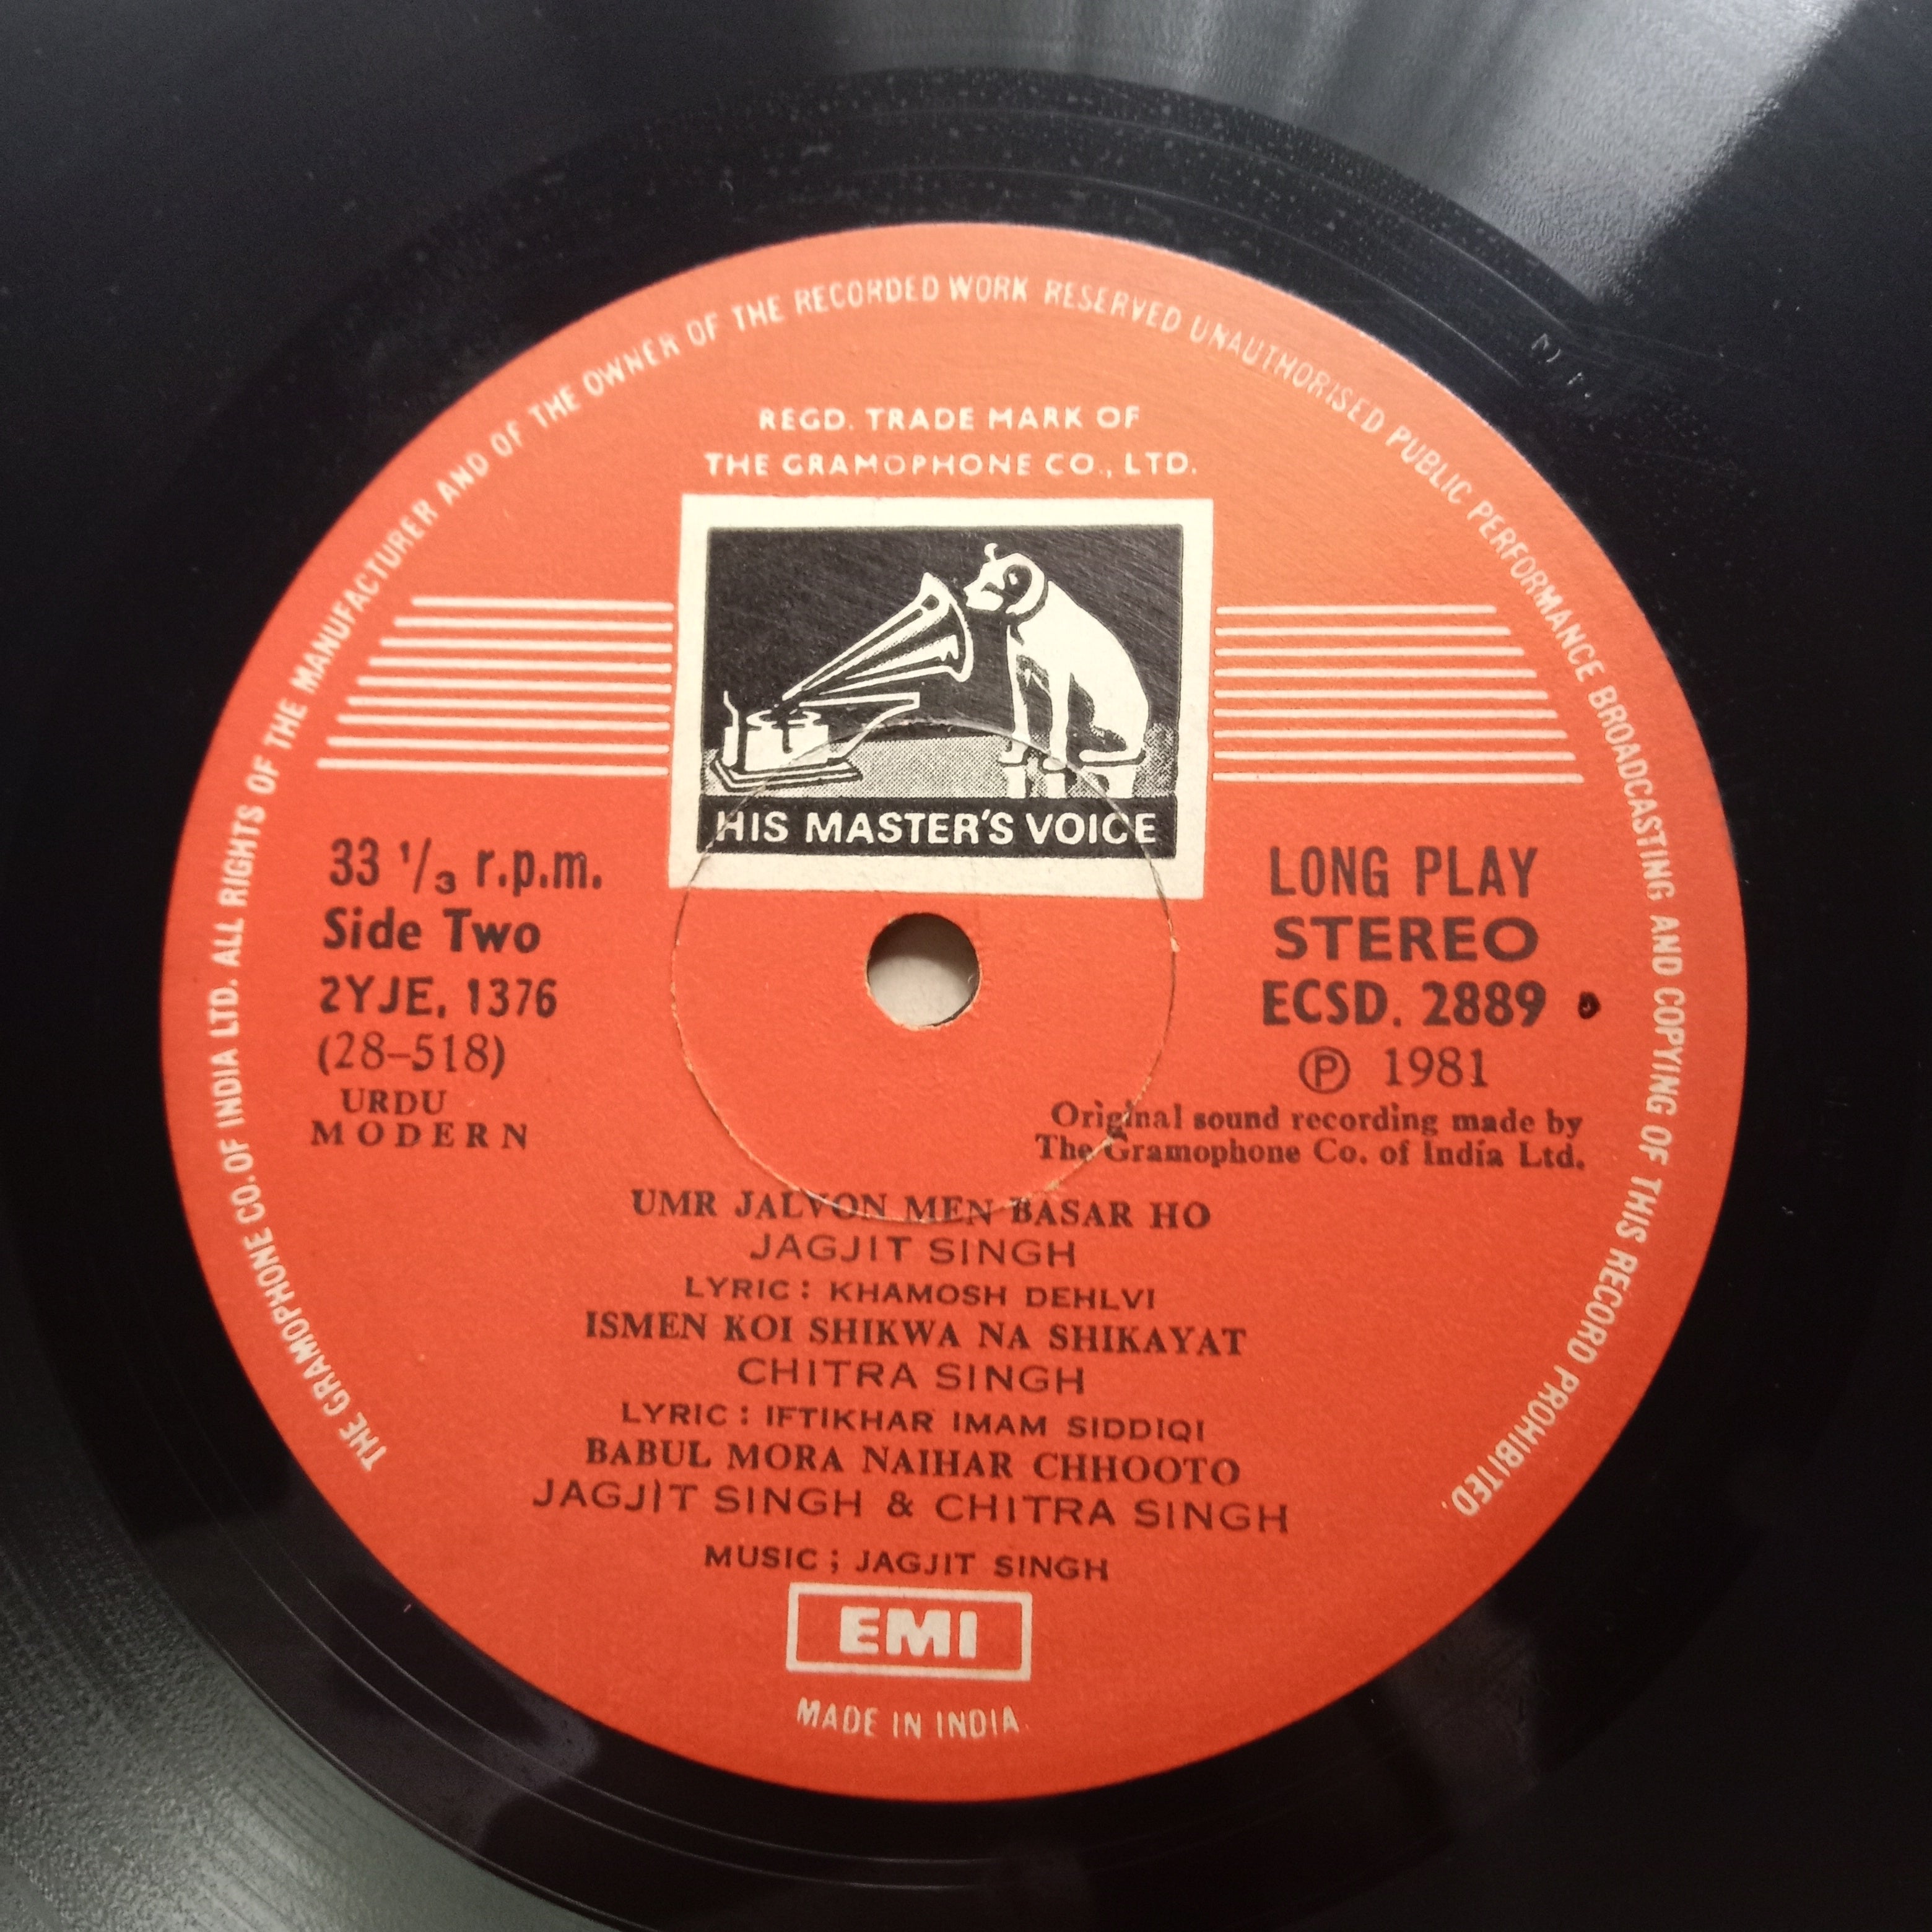 THE GRAMOPHONE CO. OF INDIA LTD. ALL RIGHTS OF THE MANUFACTURER AND OF THE OWNER OF THE RECORDED WORK RESERVED UNAUTHORISED PUBLIC PERFORMANCE BROADCASTING AND COPYING OF THIS RECORD PROHIBITED.
REGD. TRADE MARK OF
THE GRAMOPHONE CO., LTD.
HIS MASTER'S VOICE
33 1/3 r.p.m.
Side Two
2YJE. 1376
(28–518)
URDU
MODERN
LONG PLAY
STEREO
ECSD. 2889
℗ 1981
Original sound recording made by
The Gramophone Co. of India Ltd.
UMR JALVON MEN BASAR HO
JAGJIT SINGH
LYRIC : KHAMOSH DEHLVI
ISMEN KOI SHIKWA NA SHIKAYAT
CHITRA SINGH
LYRIC : IFTIKHAR IMAM SIDDIQI
BABUL MORA NAIHAR CHHOOTO
JAGJIT SINGH & CHITRA SINGH
MUSIC ; JAGJIT SINGH
EMI
MADE IN INDIA.